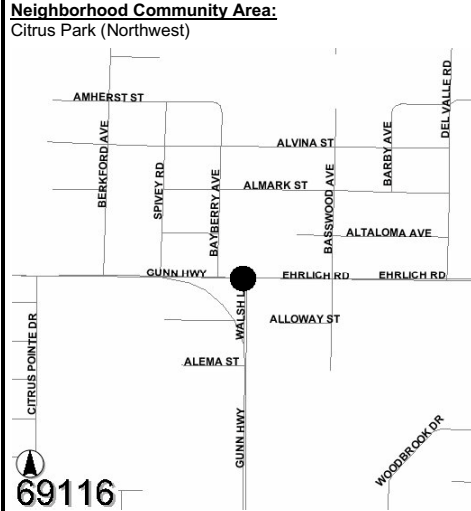 Neighborhood Community Area:
Citrus Park (Northwest)
AMHERST ST
DEL VALLE RD
BERKFORD AVE
ALVINA ST
BARBY AVE
SPIVEY RD
BAYBERRY AVE
ALMARK ST
BASSWOOD AVE
ALTALOMA AVE
GUNN HWY
EHRLICH RD
EHRLICH RD
WALSH L
ALLOWAY ST
CITRUS POINTE DR
ALEMA ST
GUNN HWY
WOODBROOK DR
69116